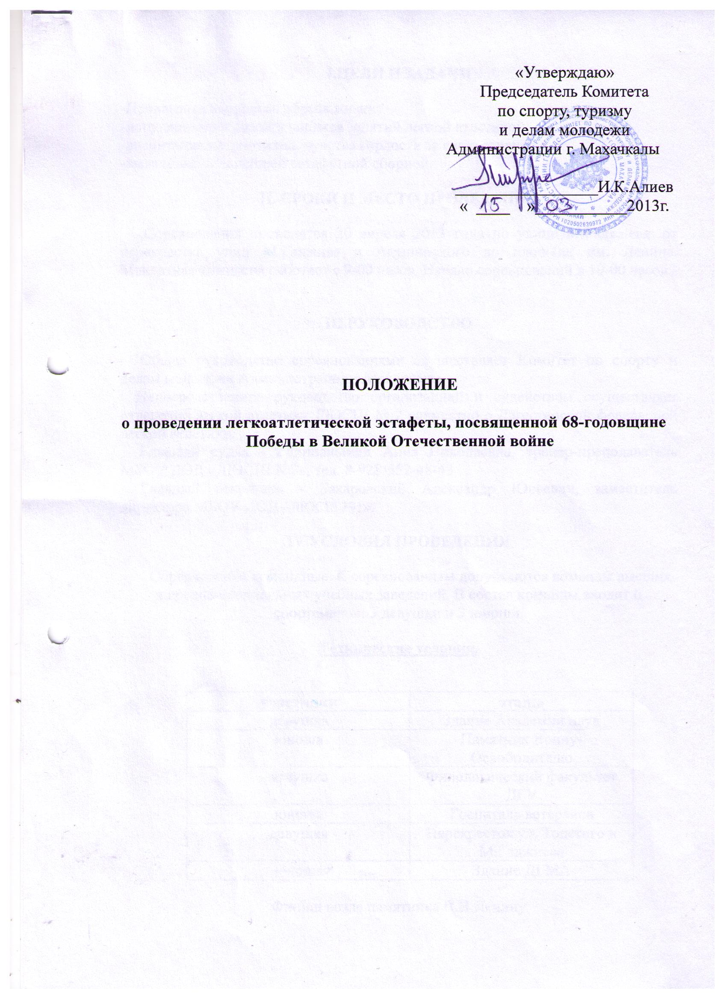 «Утверждаю»
Председатель Комитета
по спорту, туризму
и делам молодежи
Администрации г. Махачкалы
И.К.Алиев
« 15 » 03 2013г.
ПОЛОЖЕНИЕ
о проведении легкоатлетической эстафеты, посвященной 68-годовщине
Победы в Великой Отечественной войне